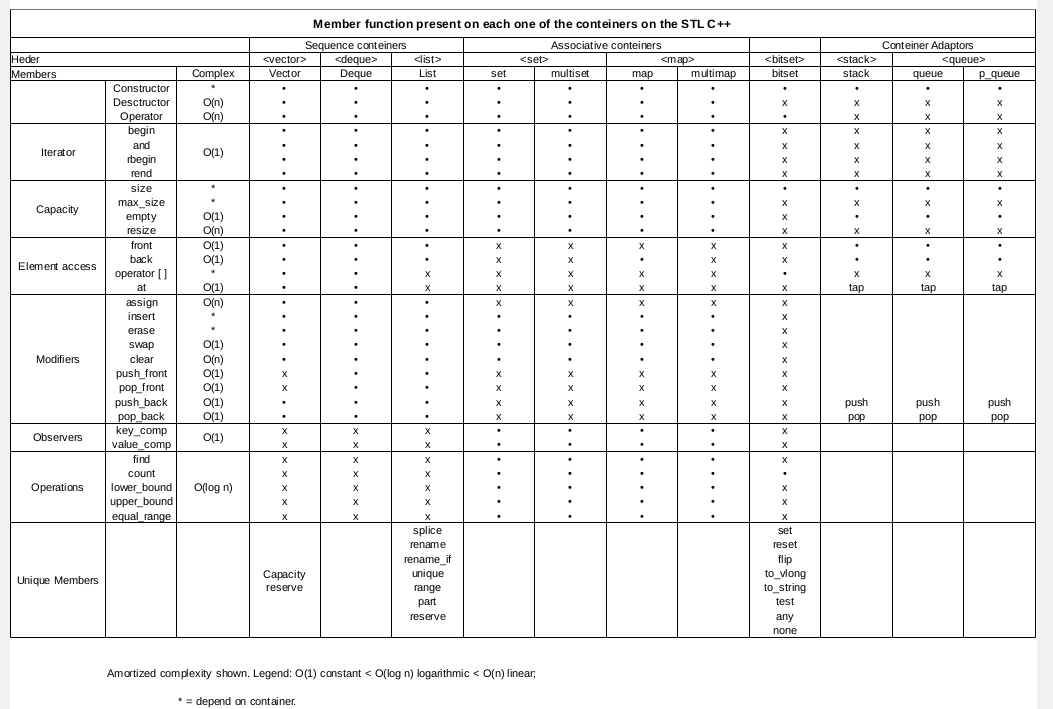 Member function present on each one of the conteiners on the STL C++
Sequence conteiners Associative conteiners Conteiner Adaptors
Heder <vector> <deque> <list> <set> <map> <bitset> <stack> <queue>
Members Complex Vector Deque List set multiset map multimap bitset stack queue p_queue
Constructor * • • • • • • • • • • •
Desctructor O(n) • • • • • • • x x x x
Operator O(n) • • • • • • • • x x x
begin • • • • • • • x x x x
Iterator and O(1) • • • • • • • x x x x
rbegin • • • • • • • x x x x
rend • • • • • • • x x x x
size * • • • • • • • • • • •
Capacity max_size * • • • • • • • x x x x
empty O(1) • • • • • • • x • • •
resize O(n) • • • • • • • x x x x
front O(1) • • • x x x x x • • •
Element access back O(1) • • • x x x x x • • •
operator [ ] * • • x x x • x • x x x
at O(1) • • x x x x x x tap tap tap
assign O(n) • • • x x x x x
insert * • • • • • • • x
erase * • • • • • • • x
swap O(1) • • • • • • • x
Modifiers clear O(n) • • • • • • • x
push_front O(1) x • • x x x x x
pop_front O(1) x • • x x x x x
push_back O(1) • • • x x x x x push push push
pop_back O(1) • • • x x x x x pop pop pop
Observers key_comp O(1) x x x • • • • x
value_comp x x x • • • • x
find x x x • • • • x
count x x x • • • • •
Operations lower_bound O(log n) x x x • • • • x
upper_bound x x x • • • • x
equal_range x x x • • • • x
splice set
rename reset
rename_if flip
Unique Members Capacity unique to_vlong
reserve range to_string
part test
reserve any
none
Amortized complexity shown. Legend: O(1) constant < O(log n) logarithmic < O(n) linear;
* = depend on container.